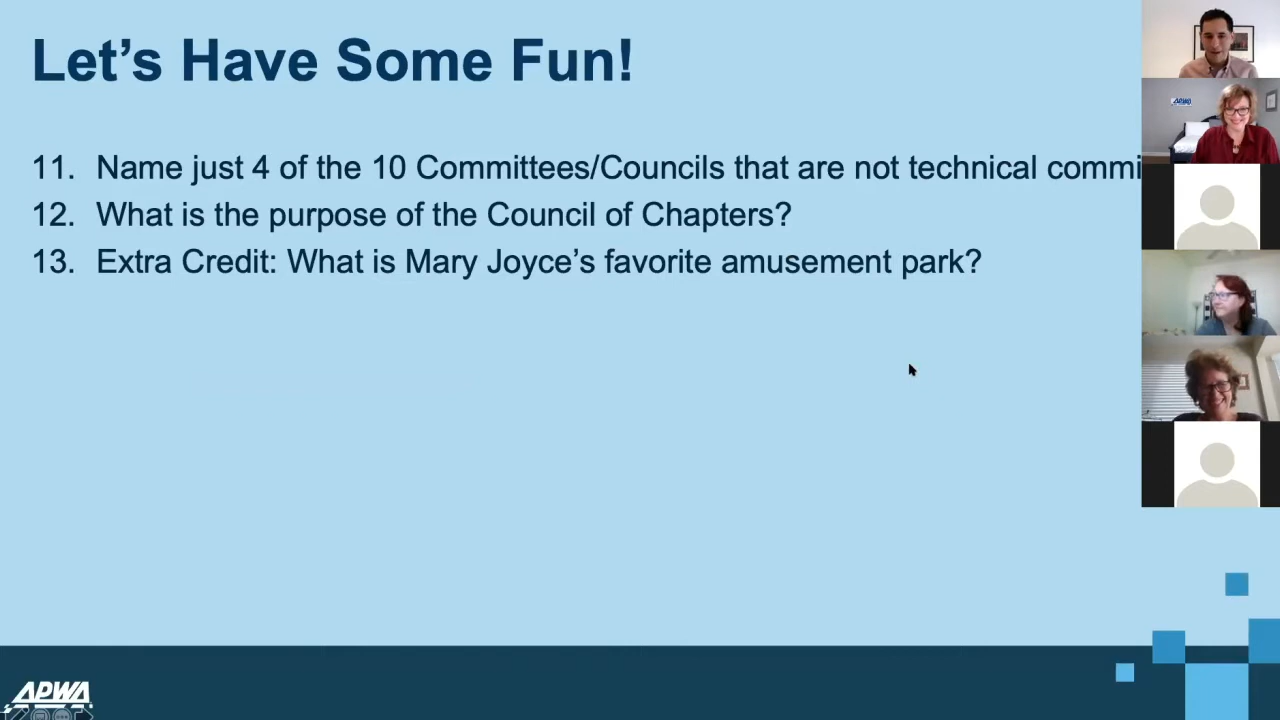 Let's Have Some Fun!
11. Name just 4 of the 10 Committees/Councils that are not technical commi
12. What is the purpose of the Council of Chapters?
13. Extra Credit: What is Mary Joyce's favorite amusement park?
APWA
APWA